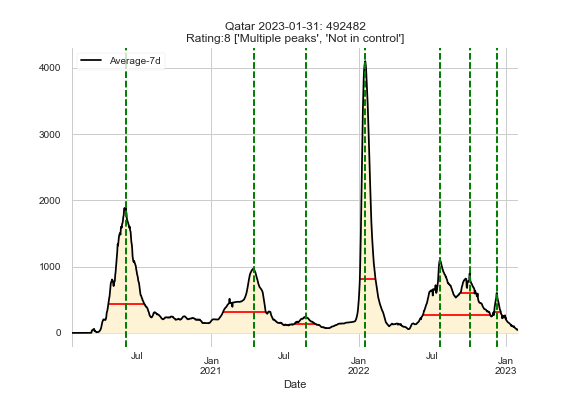 Qatar 2023-01-31: 492482
Rating:8 ['Multiple peaks', 'Not in control']
Average-7d
4000
3000
2000
1000
0
Jul
Jan
2021
Jul
Jan
2022
Jul
Jan
2023
Date